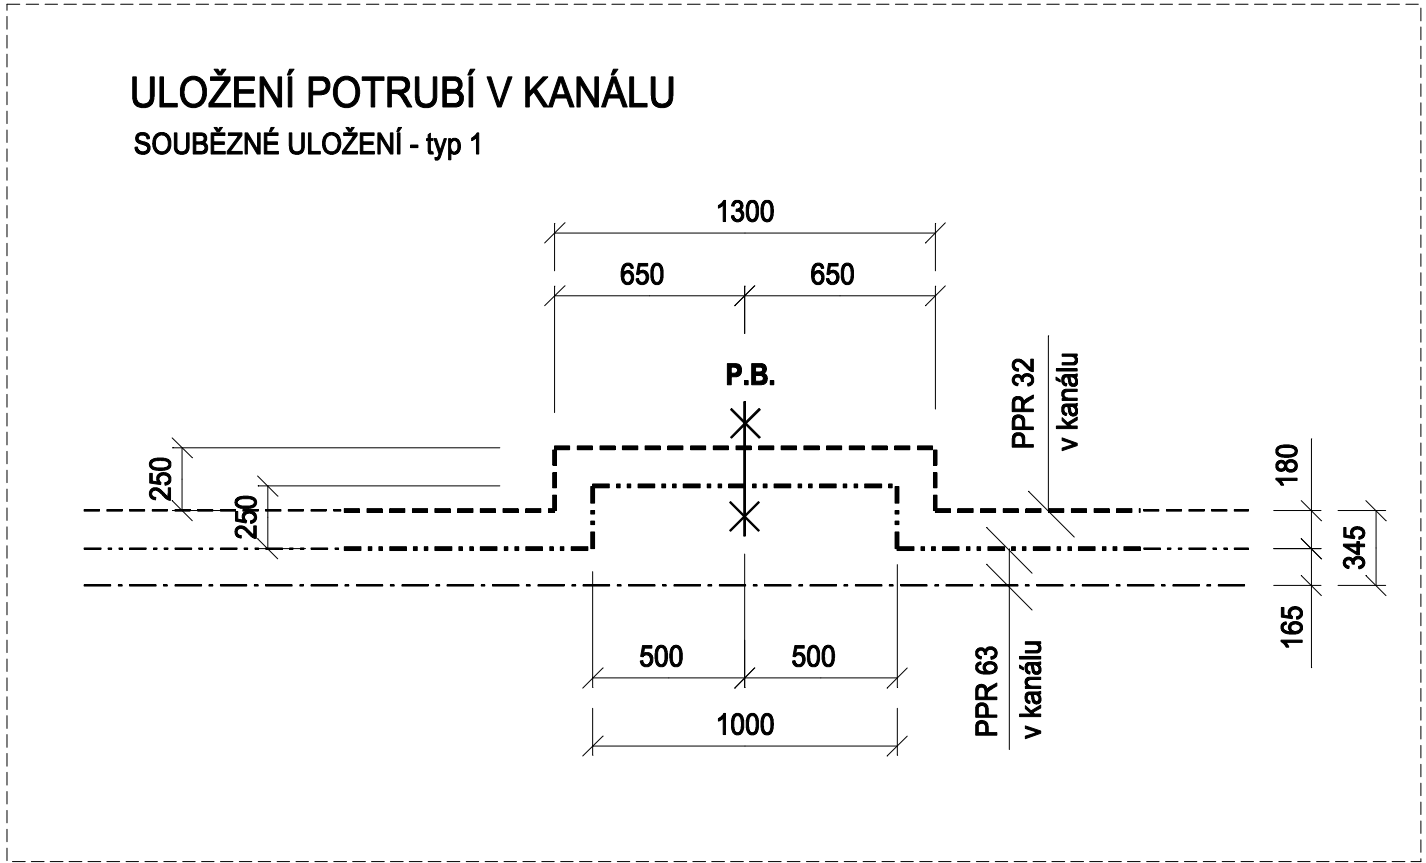 ULOŽENÍ POTRUBÍ V KANÁLU
SOUBĚZNÉ ULOŽENÍ - typ 1
1300
650
650
P.B.
PPR 32
v kanálu
250
250
180
345
165
500
500
1000
PPR 63
v kanálu